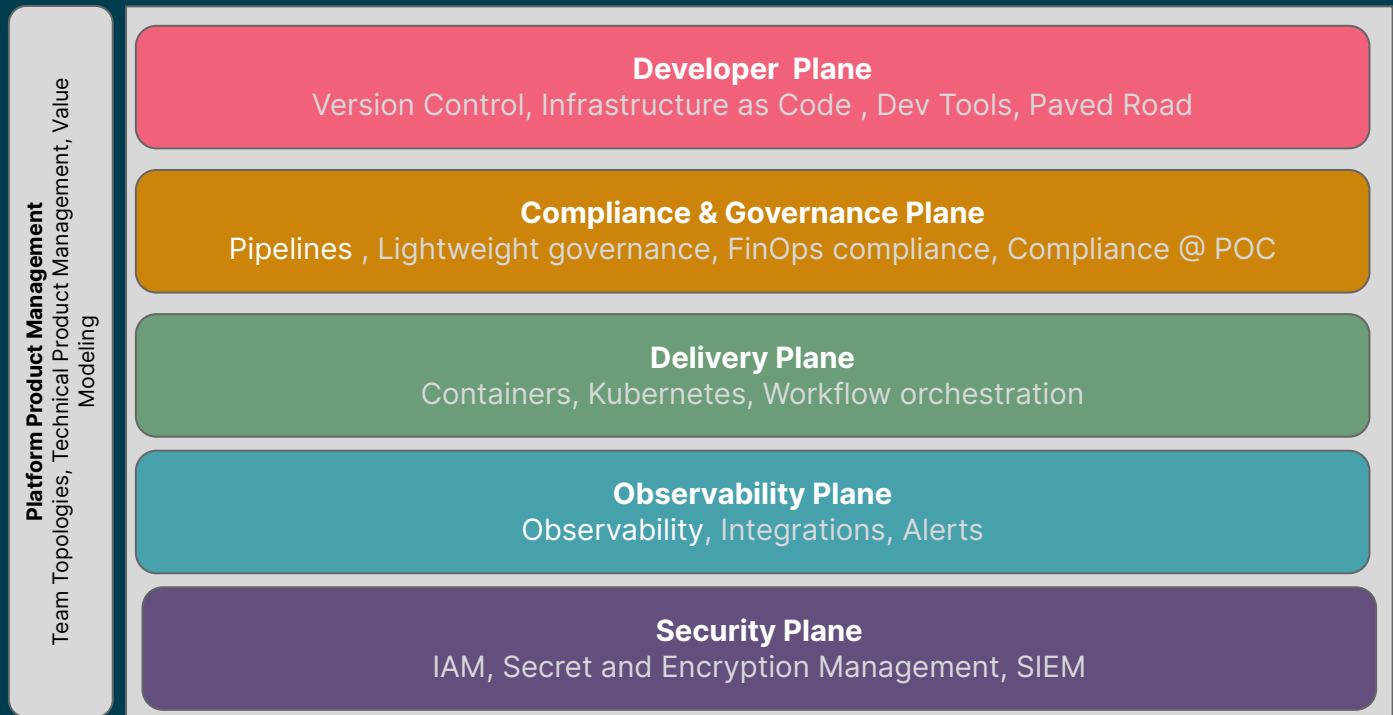 Platform Product Management
Team Topologies, Technical Product Management, Value
Modeling
Developer  Plane
Version Control, Infrastructure as Code , Dev Tools, Paved Road
Compliance & Governance Plane
Pipelines , Lightweight governance, FinOps compliance, Compliance @ POC
Delivery Plane
Containers, Kubernetes, Workflow orchestration
Observability Plane
Observability, Integrations, Alerts
Security Plane
IAM, Secret and Encryption Management, SIEM